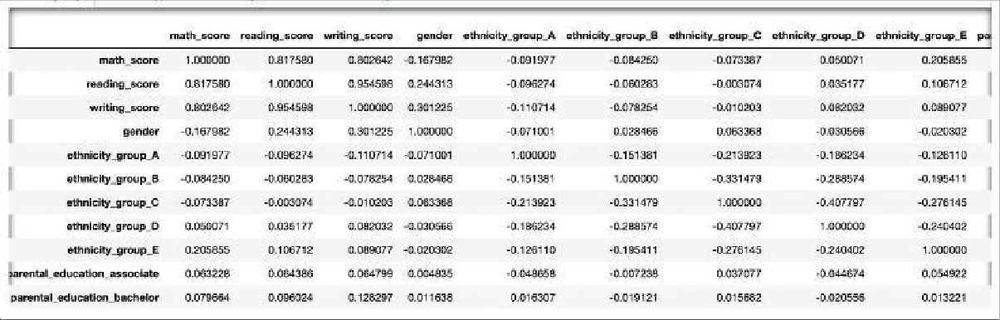 math_score reading_score writing_score gender ethnicity_group_A ethnicity_group_B ethnicity_group_C ethnicity_group_D ethnicity_group_E pa
math_score 1.000000 0.817580 0.802642 -0.167982 -0.091977 -0.084250 -0.073387 0.050071 0.205855
reading_score 0.817580 1.000000 0.954598 0.244313 -0.096274 -0.060283 -0.003074 0.035177 0.106712
writing_score 0.802642 0.954598 1.000000 0.301225 -0.110714 -0.078254 -0.010203 0.082032 0.089077
gender -0.167982 0.244313 0.301225 1.000000 -0.071001 0.028466 0.063368 -0.030566 -0.020302
ethnicity_group_A -0.091977 -0.096274 -0.110714 -0.071001 1.000000 -0.151381 -0.213923 -0.186234 -0.126110
ethnicity_group_B -0.084250 -0.060283 -0.078254 0.028466 -0.151381 1.000000 -0.331479 -0.288574 -0.195411
ethnicity_group_C -0.073387 -0.003074 -0.010203 0.063368 -0.213923 -0.331479 1.000000 -0.407797 -0.276145
ethnicity_group_D 0.050071 0.035177 0.082032 -0.030566 -0.186234 -0.288574 -0.407797 1.000000 -0.240402
ethnicity_group_E 0.205855 0.106712 0.089077 -0.020302 -0.126110 -0.195411 -0.276145 -0.240402 1.000000
arental_education_associate 0.063228 0.064386 0.064799 0.004835 -0.048658 -0.007238 0.037077 -0.044674 0.054922
parental_education_bachelor 0.079664 0.096024 0.128297 0.011638 0.016307 -0.019121 0.015682 -0.020556 0.013221